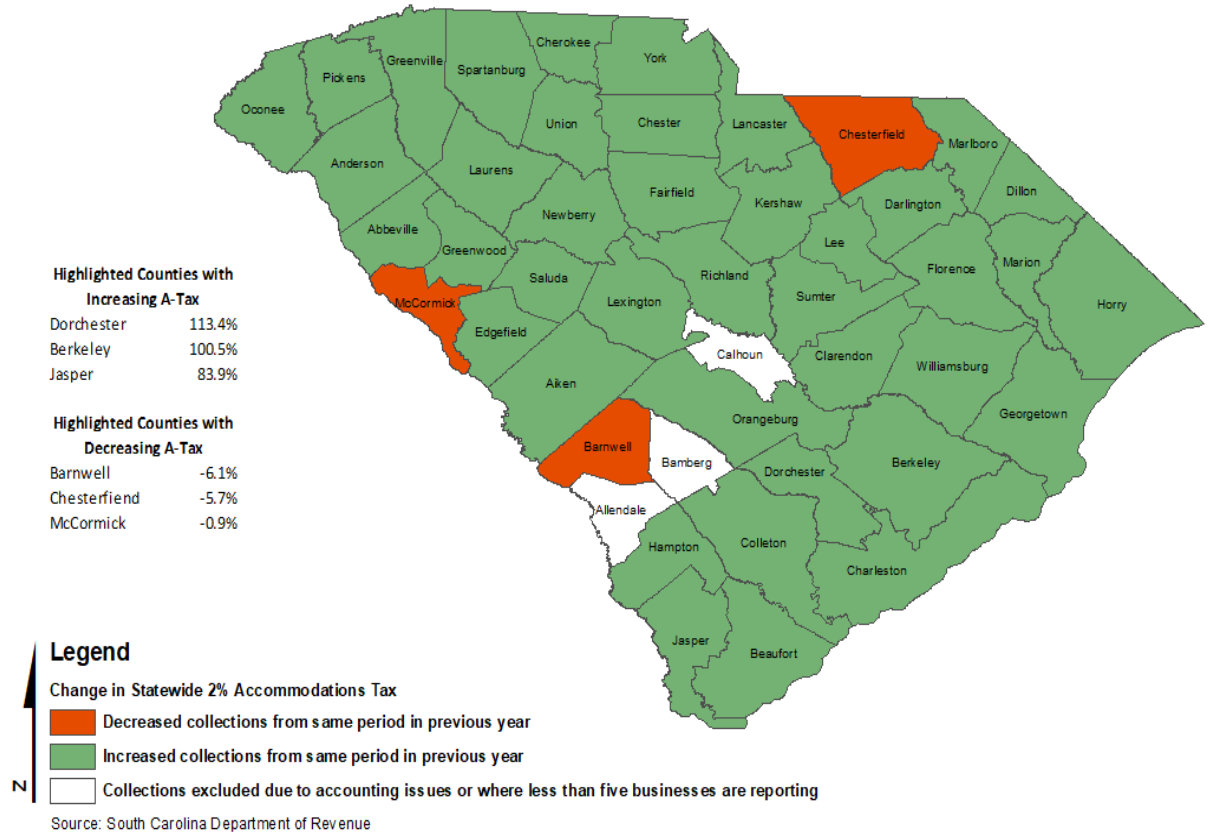 Cherokee
York
Greenville
Spartanburg
Pickens
Oconee
Union
Chester
Lancaster
Chesterfield
Marlboro
Anderson
Laurens
Fairfield
Kershaw
Darlington
Dillon
Newberry
Abbeville
Greenwood
Lee
Saluda
Richland
Florence
Marion
McCormick
Lexington
Sumter
Horry
Edgefield
Calhoun
Clarendon
Williamsburg
Aiken
Orangeburg
Georgetown
Barnwell
Bamberg
Dorchester
Berkeley
Allendale
Hampton
Colleton
Charleston
Jasper
Beaufort
Highlighted Counties with
Increasing A-Tax
Dorchester 113.4%
Berkeley 100.5%
Jasper 83.9%
Highlighted Counties with
Decreasing A-Tax
Barnwell -6.1%
Chesterfiend -5.7%
McCormick -0.9%
Legend
Change in Statewide 2% Accommodations Tax
Decreased collections from same period in previous year
Increased collections from same period in previous year
N
Collections excluded due to accounting issues or where less than five businesses are reporting
Source: South Carolina Department of Revenue